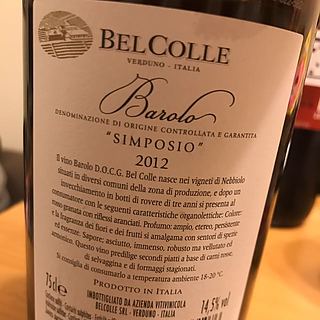 BELCOLLE
VERDUNO - ITALIA
Barolo
DENOMINAZIONE DI ORIGINE CONTROLLATA E GARANTITA
"SIMPOSIO"
2012
Il vino Barolo D.O.C.G. Bel Colle nasce nei vigneti di Nebbiolo
situati in diversi comuni della zona di produzione, e dopo un
invecchiamento in botti di rovere di tre anni si presenta al
consumatore con le seguenti caratteristiche organolettiche: Colore:
rosso granata con riflessi aranciati. Profumo: ampio, etereo, persistente
e la fragranza dei fiori e dei frutti si amalgama con sentori di spezie
ed essenze. Sapore; asciutto, immenso, robusto ma vellutato ed
armonico. Questo vino predilige secondi piatti a base di carni rosse,
di selvaggina e di formaggi stagionati.
Si consiglia di consumarlo a temperatura ambiente 18-20 °C.
PRODUCT IN ITALIA
75cl e
IMBOTTIGLIATO DA AZIENDA VITIVINICOLA
BELCOLLE SRL - VERDUNO - ITALIA
14,5% vol